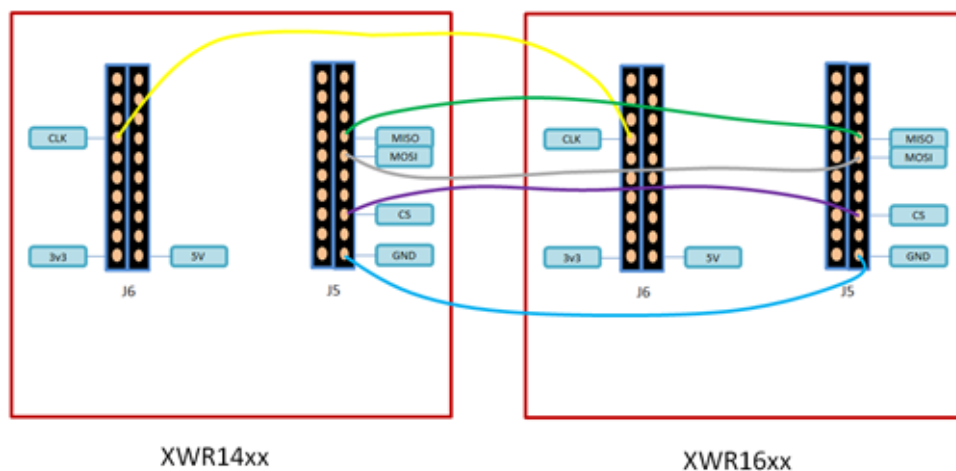 CLK
3v3
5V
J6
MISO
MOSI
CS
GND
J5
XWR14xx
CLK
3v3
5V
J6
MISO
MOSI
CS
GND
J5
XWR16xx